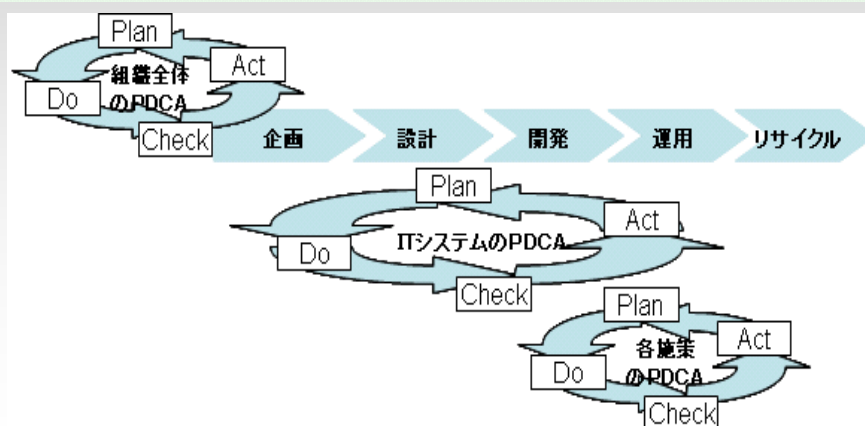 Plan
Act
組織全体
のPDCA
Do
Check
企画
設計
開発
運用
リサイクル
Plan
Act
ITシステムのPDCA
Do
Check
Plan
Act
各施策
のPDCA
Do
Check